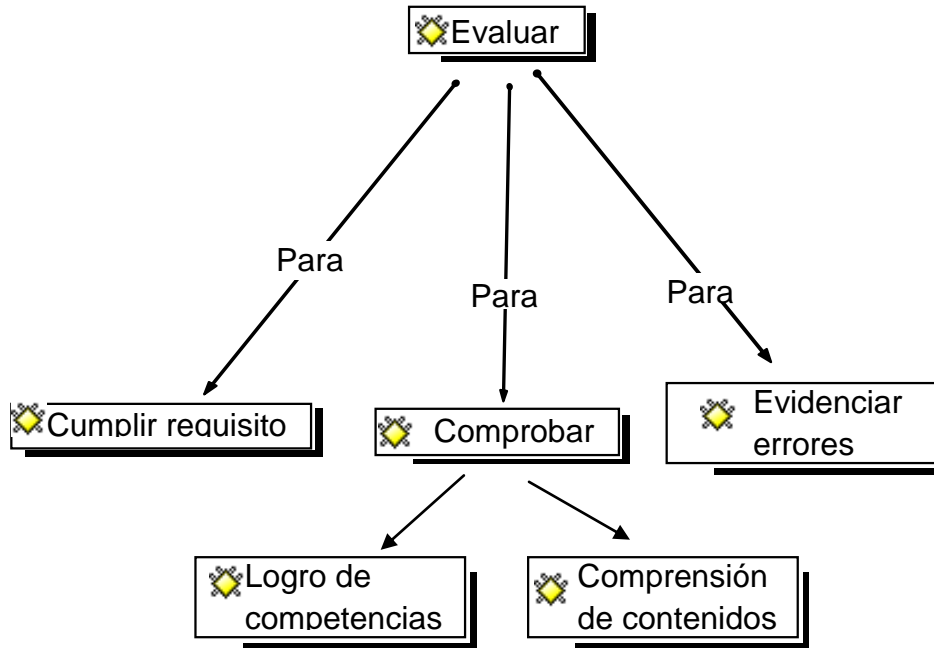 Evaluar
Para
Para
Para
Cumplir requisito
Comprobar
Evidenciar
errores
Logro de
competencias
Comprensión
de contenidos